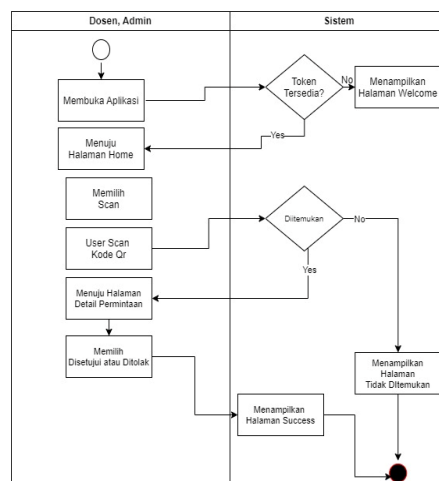 Dosen, Admin
Sistem
Membuka Aplikasi
Token
Tersedia?
No
Menampilkan
Halaman Welcome
Yes
Menuju
Halaman Home
Memilih
Scan
User Scan
Kode Qr
Diitemukan
No
Yes
Menuju Halaman
Detail Permintaan
Memilih
Disetujui atau Ditolak
Menampilkan
Halaman
Tidak DItemukan
Menampilkan
Halaman Success